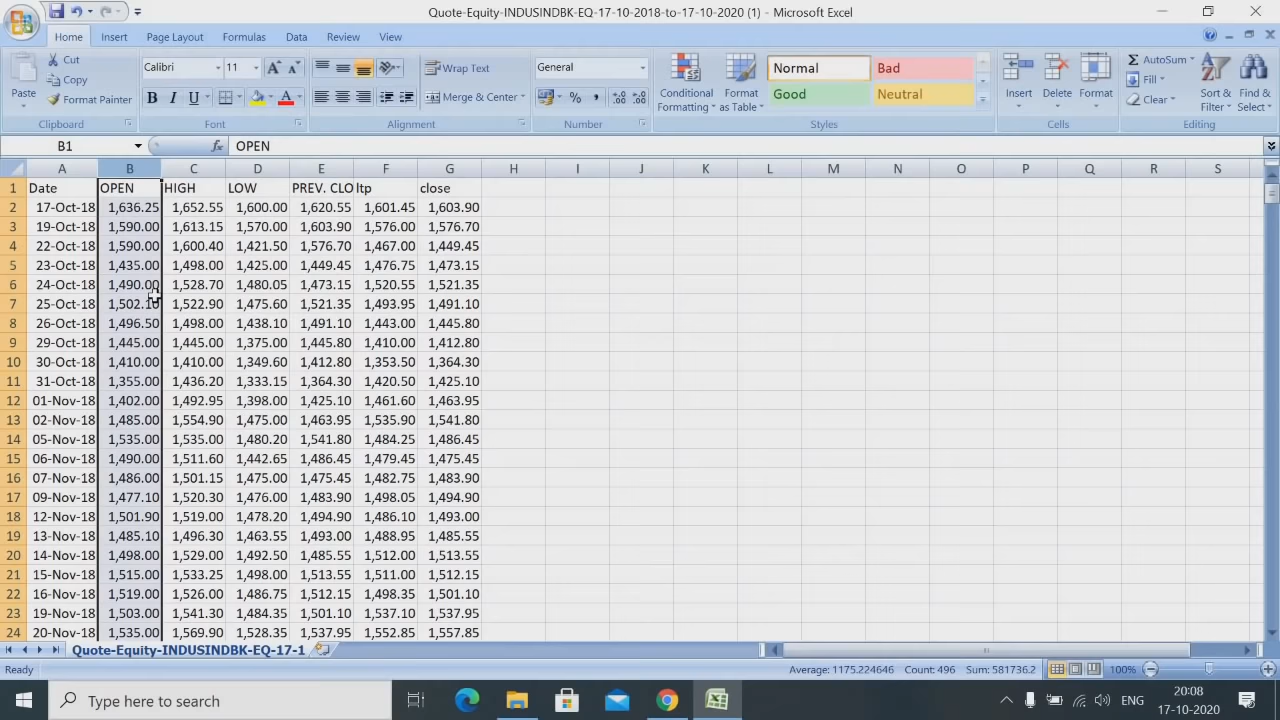 Quote-Equity-INDUSINDBK-EQ-17-10-2018-to-17-10-2020 (1) - Microsoft Excel
Home Insert Page Layout Formulas Data Review View
Paste Cut Copy Format Painter Clipboard
Calibri 11 B I U A A A Font
Wrap Text Merge & Center Alignment
General % , Number
Conditional Formatting Format as Table Normal Bad Good Neutral Styles
Insert Delete Format Cells
Σ AutoSum Fill Clear Sort & Filter Find & Select Editing
B1 fx OPEN
A B C D E F G H I J K L M N O P Q R S
1 Date OPEN HIGH LOW PREV. CLO ltp close
2 17-Oct-18 1,636.25 1,652.55 1,600.00 1,620.55 1,601.45 1,603.90
3 19-Oct-18 1,590.00 1,613.15 1,570.00 1,603.90 1,576.00 1,576.70
4 22-Oct-18 1,590.00 1,600.40 1,421.50 1,576.70 1,467.00 1,449.45
5 23-Oct-18 1,435.00 1,498.00 1,425.00 1,449.45 1,476.75 1,473.15
6 24-Oct-18 1,490.00 1,528.70 1,480.05 1,473.15 1,520.55 1,521.35
7 25-Oct-18 1,502.10 1,522.90 1,475.60 1,521.35 1,493.95 1,491.10
8 26-Oct-18 1,496.50 1,498.00 1,438.10 1,491.10 1,443.00 1,445.80
9 29-Oct-18 1,445.00 1,445.00 1,375.00 1,445.80 1,410.00 1,412.80
10 30-Oct-18 1,410.00 1,410.00 1,349.60 1,412.80 1,353.50 1,364.30
11 31-Oct-18 1,355.00 1,436.20 1,333.15 1,364.30 1,420.50 1,425.10
12 01-Nov-18 1,402.00 1,492.95 1,398.00 1,425.10 1,461.60 1,463.95
13 02-Nov-18 1,485.00 1,554.90 1,475.00 1,463.95 1,535.90 1,541.80
14 05-Nov-18 1,535.00 1,535.00 1,480.20 1,541.80 1,484.25 1,486.45
15 06-Nov-18 1,490.00 1,511.60 1,442.65 1,486.45 1,479.45 1,475.45
16 07-Nov-18 1,486.00 1,501.15 1,475.00 1,475.45 1,482.75 1,483.90
17 09-Nov-18 1,477.10 1,520.30 1,476.00 1,483.90 1,498.05 1,494.90
18 12-Nov-18 1,501.90 1,519.00 1,478.20 1,494.90 1,486.10 1,493.00
19 13-Nov-18 1,485.10 1,496.30 1,463.55 1,493.00 1,488.95 1,485.55
20 14-Nov-18 1,498.00 1,529.00 1,492.50 1,485.55 1,512.00 1,513.55
21 15-Nov-18 1,515.00 1,533.25 1,498.00 1,513.55 1,511.00 1,512.15
22 16-Nov-18 1,519.00 1,526.00 1,486.75 1,512.15 1,498.35 1,501.10
23 19-Nov-18 1,503.00 1,541.30 1,484.35 1,501.10 1,537.10 1,537.95
24 20-Nov-18 1,535.00 1,569.90 1,528.35 1,537.95 1,552.85 1,557.85
Quote-Equity-INDUSINDBK-EQ-17-1
Ready Average: 1175.224646 Count: 496 Sum: 581736.2 100%
Type here to search ENG 20:08
17-10-2020